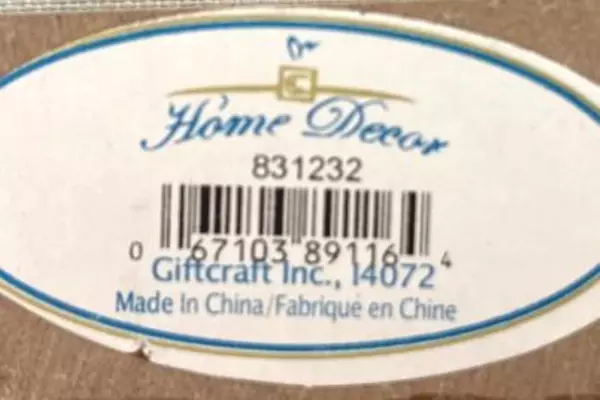 Home Decor
831232
0 67103 89116 4
Giftcraft Inc., 14072
Made In China/Fabriqué en Chine